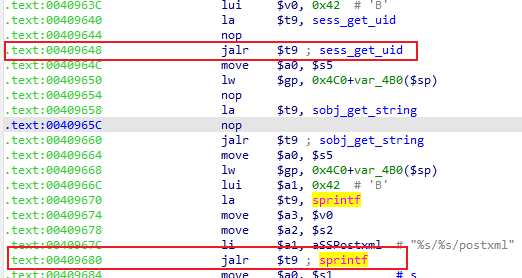 .text:0040963C lui $v0, 0x42 # 'B'
.text:00409640 la $t9, sess_get_uid
.text:00409644 nop
.text:00409648 jalr $t9 ; sess_get_uid
.text:0040964C move $a0, $s5
.text:00409650 lw $gp, 0x4C0+var_4B0($sp)
.text:00409654 nop
.text:00409658 la $t9, sobj_get_string
.text:0040965C nop
.text:00409660 jalr $t9 ; sobj_get_string
.text:00409664 move $a0, $s5
.text:00409668 lw $gp, 0x4C0+var_4B0($sp)
.text:0040966C lui $a1, 0x42 # 'B'
.text:00409670 la $t9, sprintf
.text:00409674 move $a3, $v0
.text:00409678 move $a2, $s2
.text:0040967C li $a1, aSSPostxml # "%s/%s/postxml"
.text:00409680 jalr $t9 ; sprintf
.text:00409684 move $a0, $s1 # s